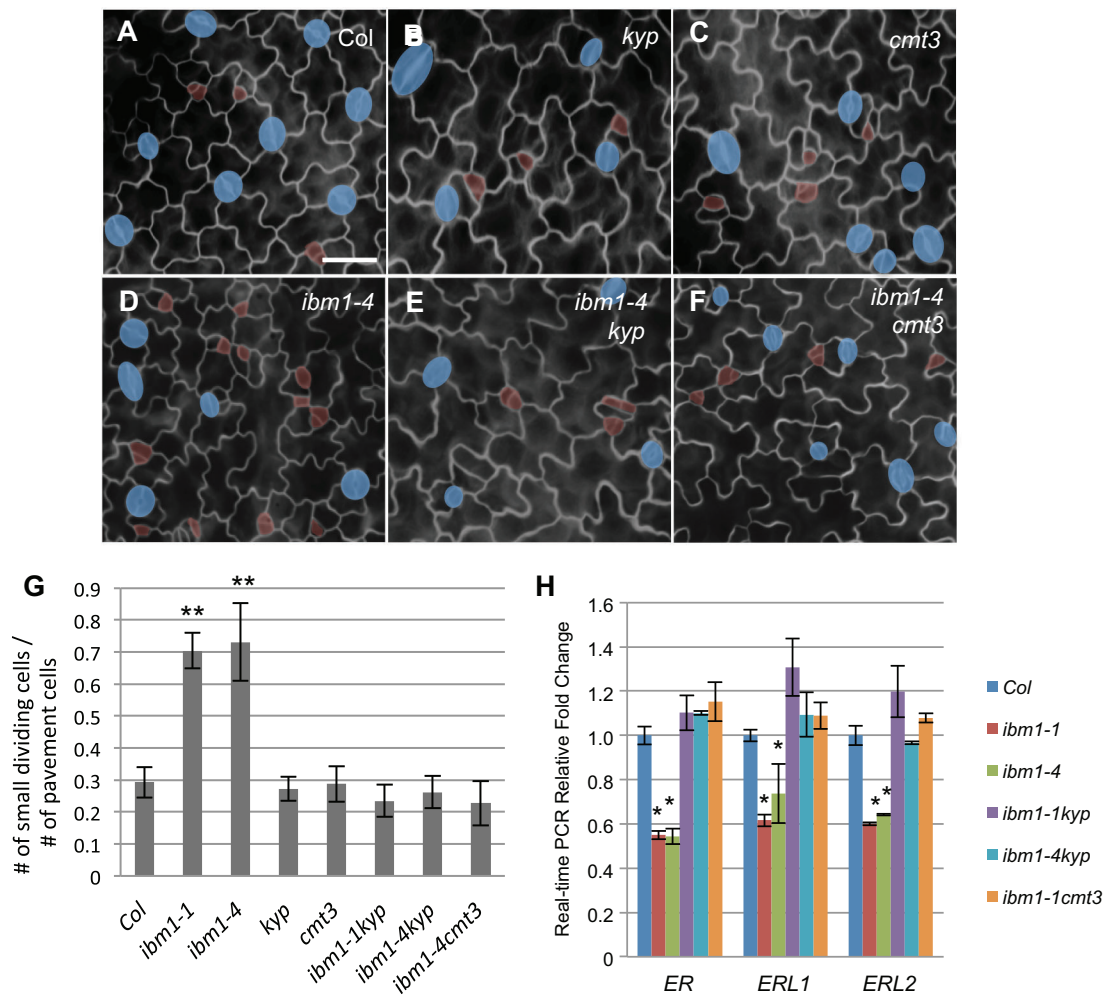 A
Col
B
kyp
C
cmt3
D
ibm1-4
E
ibm1-4
kyp
F
ibm1-4
cmt3
G
# of small dividing cells /
# of pavement cells
0.9
0.8
0.7
0.6
0.5
0.4
0.3
0.2
0.1
0
**
**
Col
ibm1-1
ibm1-4
kyp
cmt3
ibm1-1kyp
ibm1-4kyp
ibm1-4cmt3
H
Real-time PCR Relative Fold Change
1.6
1.4
1.2
1.0
0.8
0.6
0.4
0.2
0.0
* *
* *
* *
ER
ERL1
ERL2
Col
ibm1-1
ibm1-4
ibm1-1kyp
ibm1-4kyp
ibm1-1cmt3